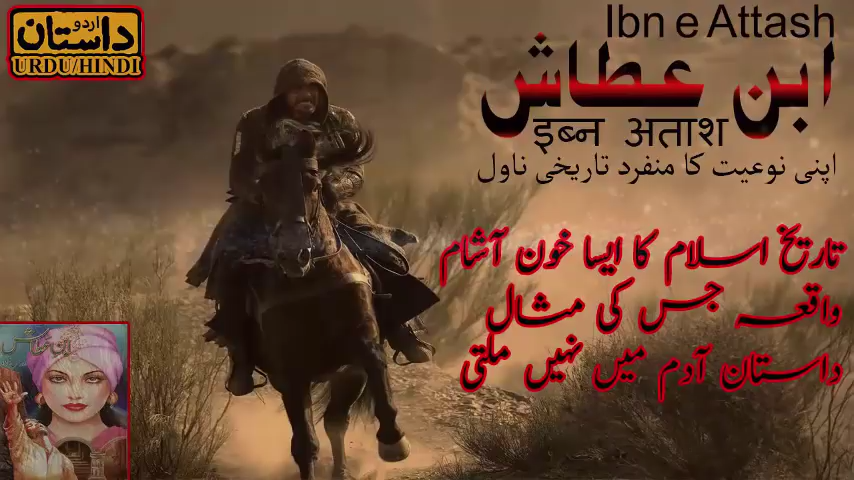 اردو
داستان
URDU/HINDI
Ibn e Attash
ابن عطاش
इब्न अताश
اپنی نوعیت کا منفرد تاریخی ناول
تاریخ اسلام کا ایسا خون آشام
واقعہ جس کی مثال
داستان آدم میں نہیں ملتی